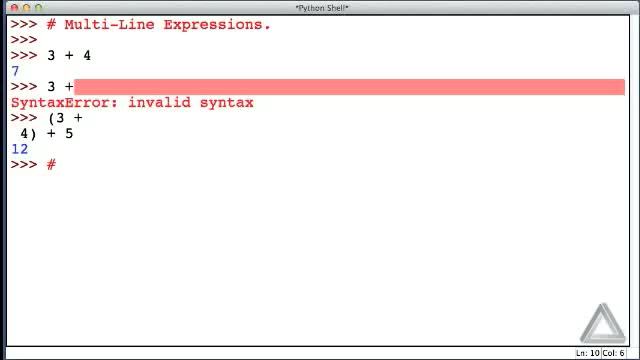 *Python Shell*
>>> # Multi-Line Expressions.
>>>
>>> 3 + 4
7
>>> 3 +
SyntaxError: invalid syntax
>>> (3 +
4) + 5
12
>>> #
Ln: 10 Col: 6